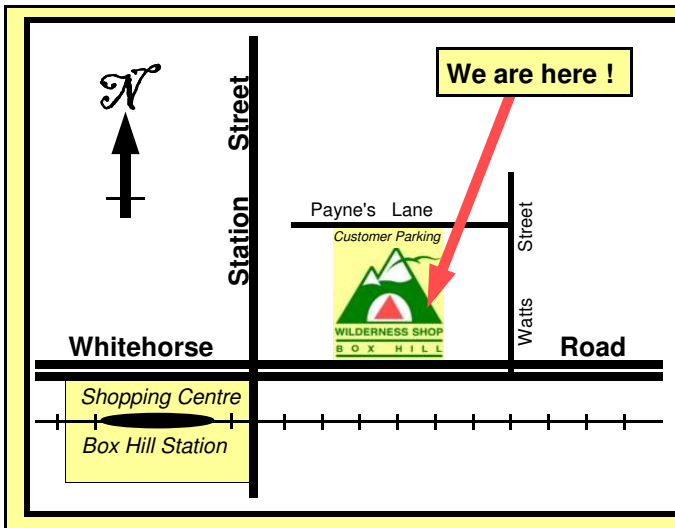 N
We are here !
Station Street
Payne's Lane
Customer Parking
Watts Street
WILDERNESS SHOP
BOX HILL
Whitehorse Road
Shopping Centre
Box Hill Station